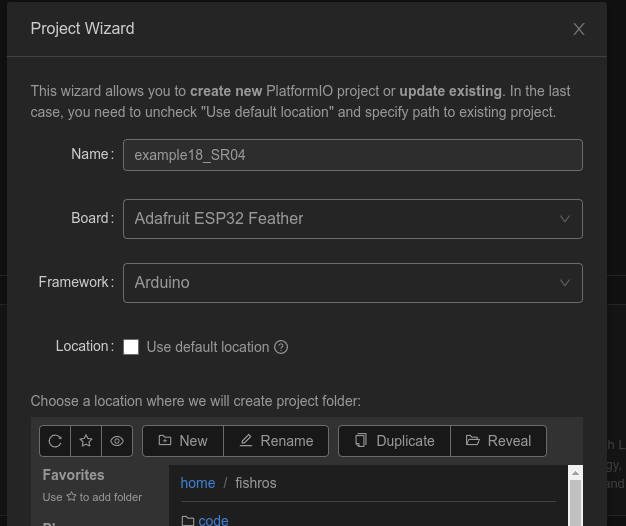 Project Wizard
This wizard allows you to create new PlatformIO project or update existing. In the last
case, you need to uncheck "Use default location" and specify path to existing project.
Name: example18_SR04
Board: Adafruit ESP32 Feather
Framework: Arduino
Location: Use default location
Choose a location where we will create project folder:
New Rename Duplicate Reveal
Favorites
Use ☆ to add folder
home / fishros
code